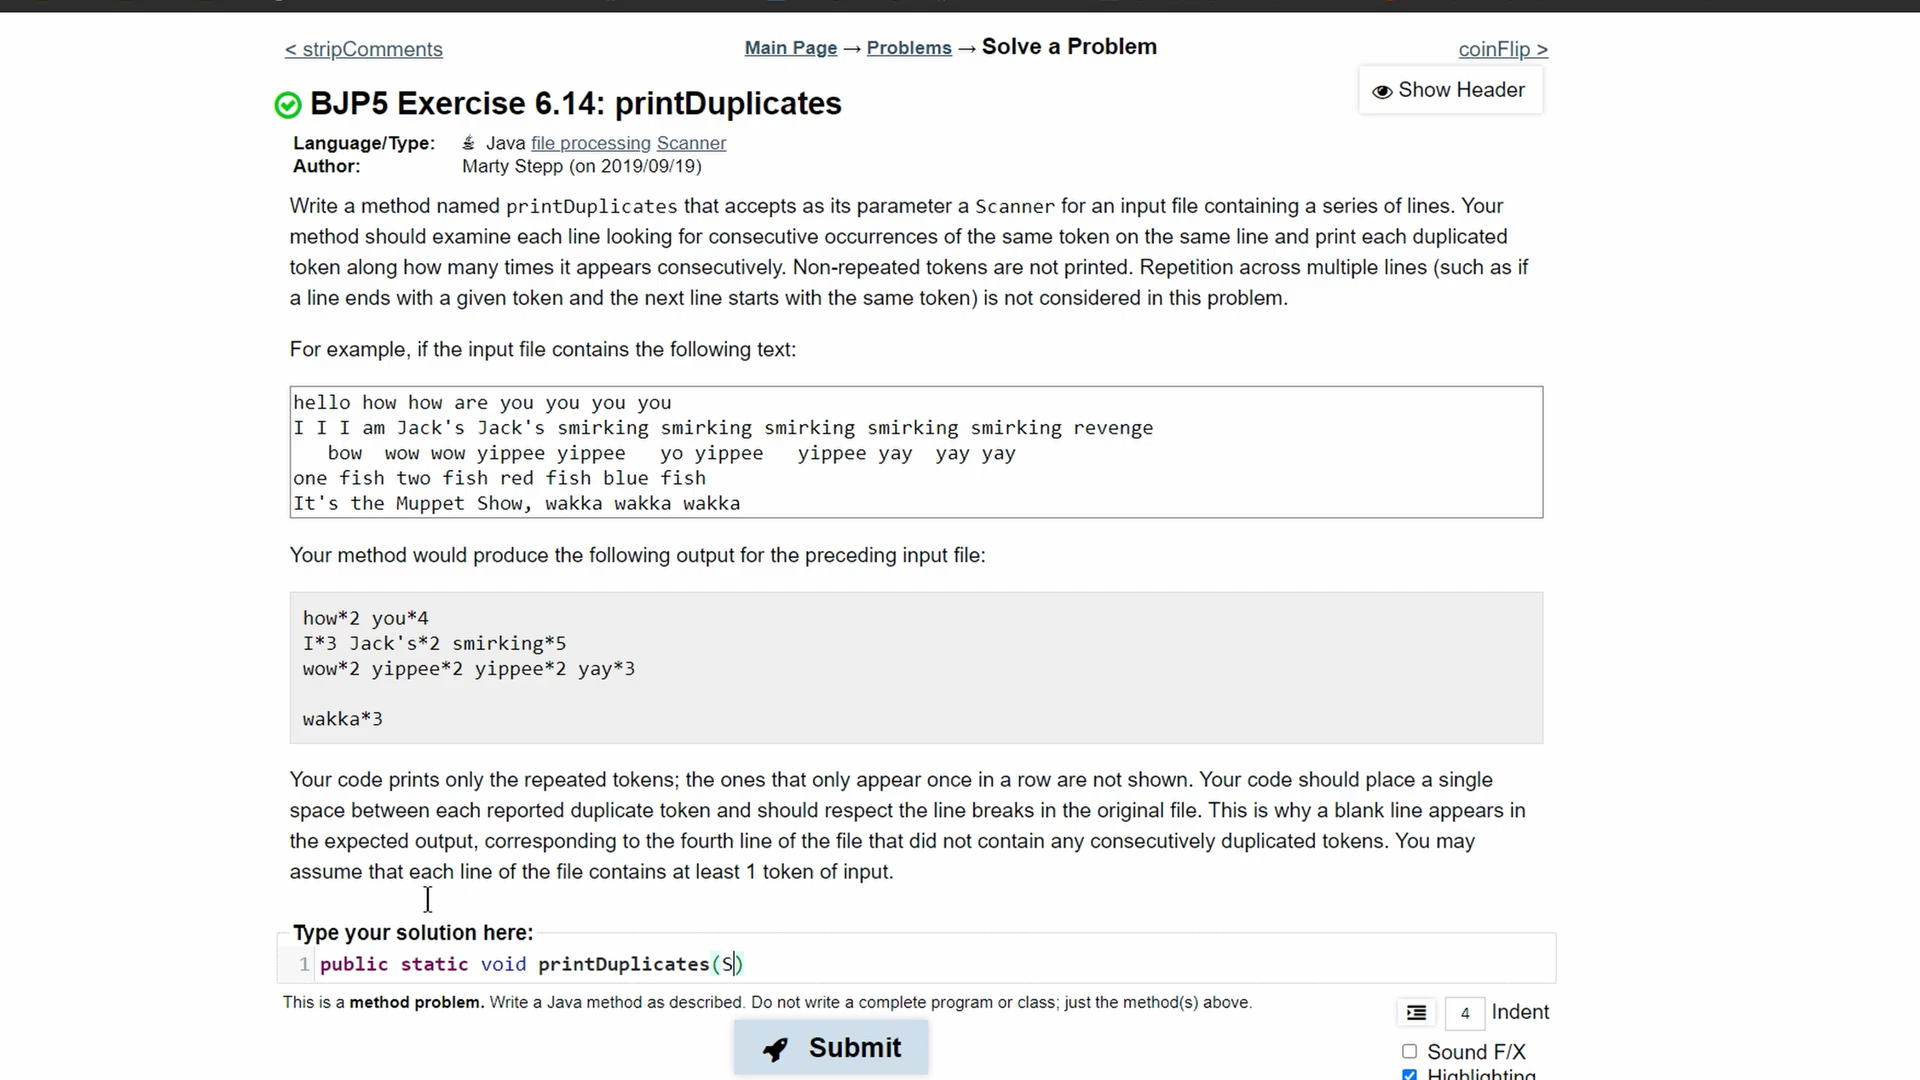 < stripComments
Main Page → Problems → Solve a Problem
coinFlip >
Show Header
BJP5 Exercise 6.14: printDuplicates
Language/Type: Java file processing Scanner
Author: Marty Stepp (on 2019/09/19)
Write a method named printDuplicates that accepts as its parameter a Scanner for an input file containing a series of lines. Your
method should examine each line looking for consecutive occurrences of the same token on the same line and print each duplicated
token along how many times it appears consecutively. Non-repeated tokens are not printed. Repetition across multiple lines (such as if
a line ends with a given token and the next line starts with the same token) is not considered in this problem.
For example, if the input file contains the following text:
hello how how are you you you you
I I I am Jack's Jack's smirking smirking smirking smirking smirking revenge
   bow  wow wow yippee yippee   yo yippee   yippee yay  yay yay
one fish two fish red fish blue fish
It's the Muppet Show, wakka wakka wakka
Your method would produce the following output for the preceding input file:
how*2 you*4
I*3 Jack's*2 smirking*5
wow*2 yippee*2 yippee*2 yay*3
wakka*3
Your code prints only the repeated tokens; the ones that only appear once in a row are not shown. Your code should place a single
space between each reported duplicate token and should respect the line breaks in the original file. This is why a blank line appears in
the expected output, corresponding to the fourth line of the file that did not contain any consecutively duplicated tokens. You may
assume that each line of the file contains at least 1 token of input.
Type your solution here:
1 public static void printDuplicates(S)
This is a method problem. Write a Java method as described. Do not write a complete program or class; just the method(s) above.
4 Indent
Submit
Sound F/X
Highlighting